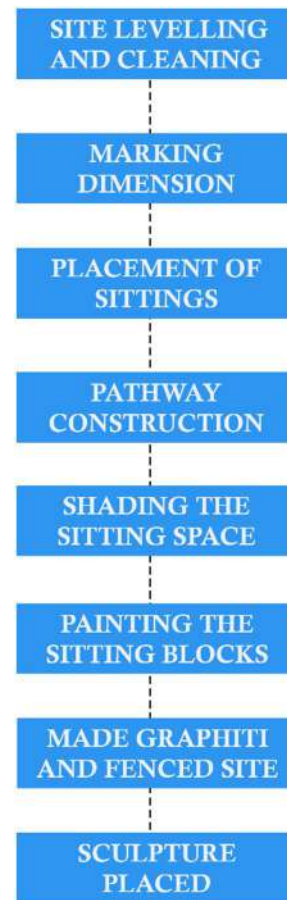 SITE LEVELLING
AND CLEANING
MARKING
DIMENSION
PLACEMENT OF
SITTINGS
PATHWAY
CONSTRUCTION
SHADING THE
SITTING SPACE
PAINTING THE
SITTING BLOCKS
MADE GRAPHITI
AND FENCED SITE
SCULPTURE
PLACED